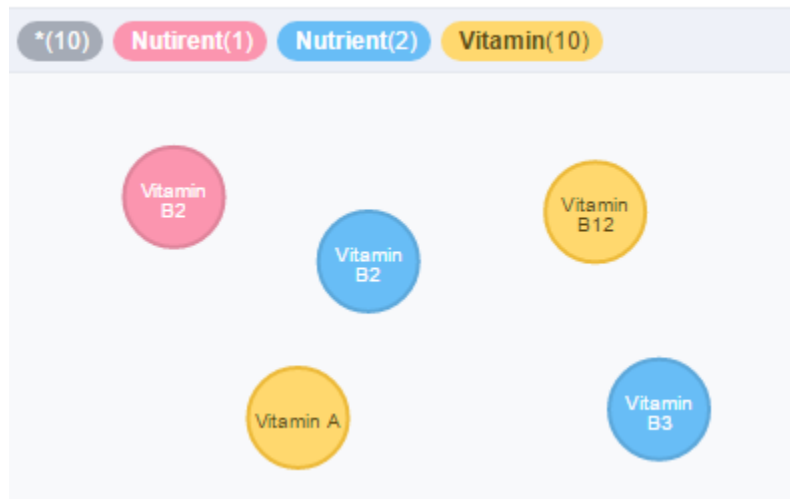 *(10) Nutirent(1) Nutrient(2) Vitamin(10)
Vitamin
B2
Vitamin
B12
Vitamin
B2
Vitamin A
Vitamin
B3